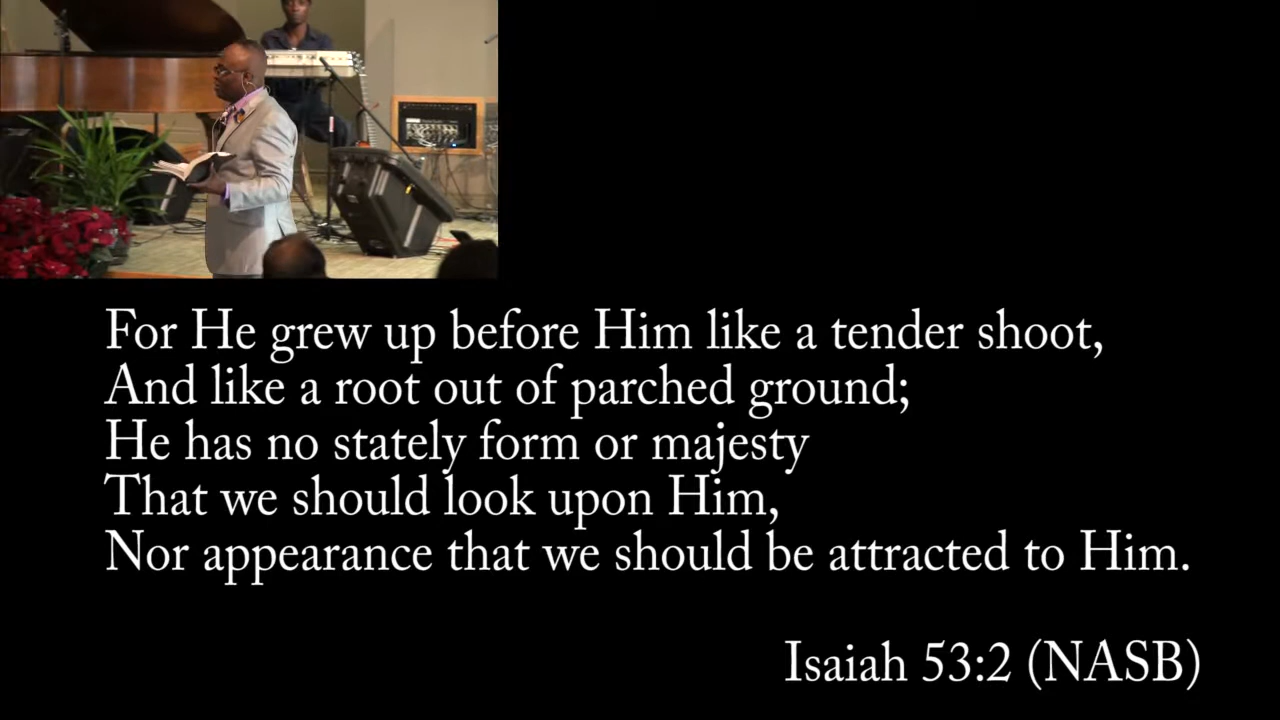 For He grew up before Him like a tender shoot,
And like a root out of parched ground;
He has no stately form or majesty
That we should look upon Him,
Nor appearance that we should be attracted to Him.
Isaiah 53:2 (NASB)